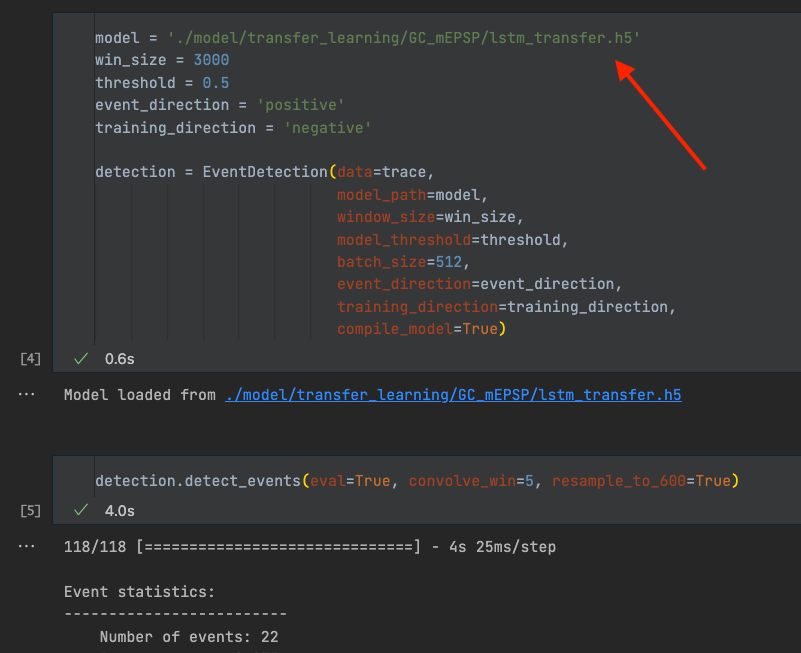 model = './model/transfer_learning/GC_mEPSP/lstm_transfer.h5'
win_size = 3000
threshold = 0.5
event_direction = 'positive'
training_direction = 'negative'
detection = EventDetection(data=trace,
model_path=model,
window_size=win_size,
model_threshold=threshold,
batch_size=512,
event_direction=event_direction,
training_direction=training_direction,
compile_model=True)
[4] ✓ 0.6s
... Model loaded from ./model/transfer_learning/GC_mEPSP/lstm_transfer.h5
detection.detect_events(eval=True, convolve_win=5, resample_to_600=True)
[5] ✓ 4.0s
... 118/118 [==============================] - 4s 25ms/step
Event statistics:
-------------------------
Number of events: 22